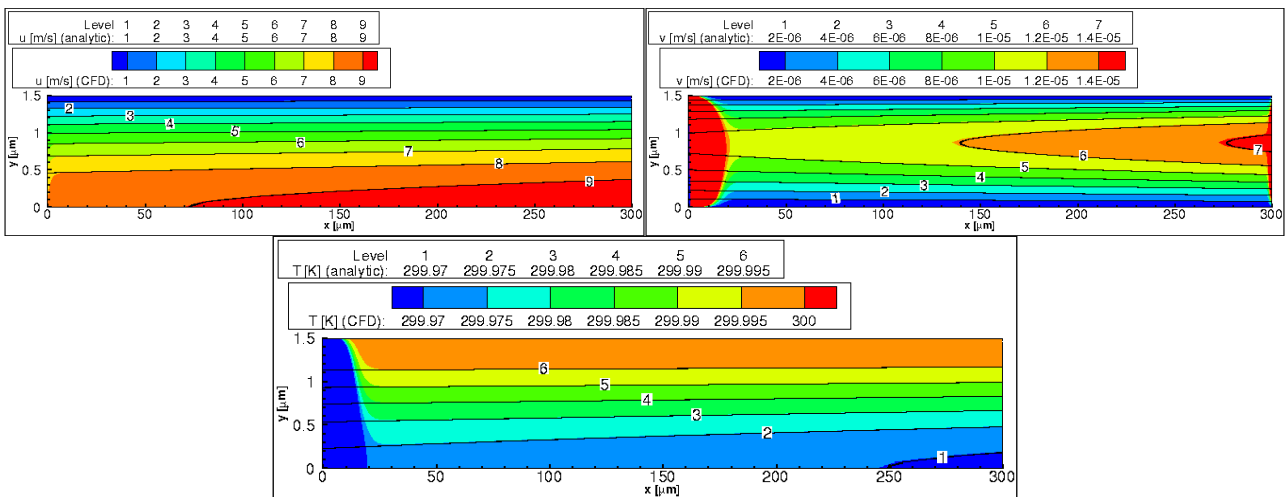 Level 1 2 3 4 5 6 7 8 9
u [m/s] (analytic): 1 2 3 4 5 6 7 8 9
u [m/s] (CFD): 1 2 3 4 5 6 7 8 9
y [μm]
1.5
1
0.5
0
2
3
4
5
6
7
8
9
0 50 100 150 200 250 300
x [μm]
Level 1 2 3 4 5 6 7
v [m/s] (analytic): 2E-06 4E-06 6E-06 8E-06 1E-05 1.2E-05 1.4E-05
v [m/s] (CFD): 2E-06 4E-06 6E-06 8E-06 1E-05 1.2E-05 1.4E-05
y [μm]
1.5
1
0.5
0
7
6
5
4
3
2
1
50 100 150 200 250 300
x [μm]
Level 1 2 3 4 5 6
T [K] (analytic): 299.97 299.975 299.98 299.985 299.99 299.995
T [K] (CFD): 299.97 299.975 299.98 299.985 299.99 299.995 300
y [μm]
1.5
1
0.5
0
6
5
4
3
2
1
0 50 100 150 200 250 300
x [μm]